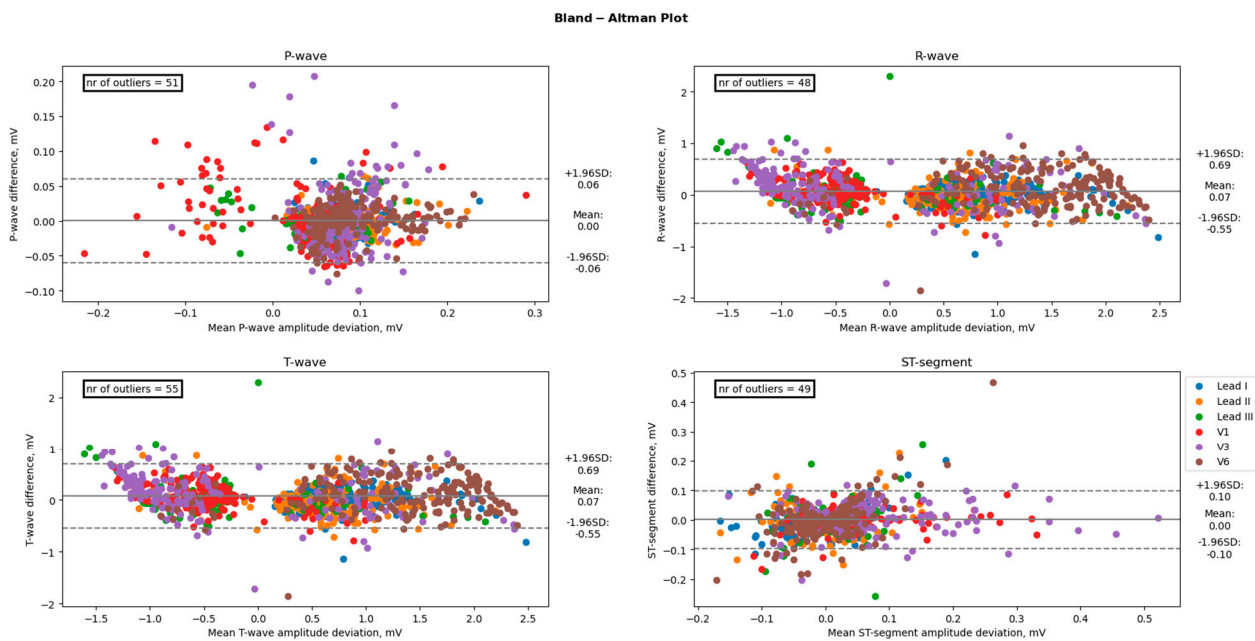 Bland – Altman Plot
P-wave
nr of outliers = 51
P-wave difference, mV
0.20
0.15
0.10
0.05
0.00
−0.05
−0.10
−0.2
−0.1
0.0
0.1
0.2
0.3
Mean P-wave amplitude deviation, mV
+1.96SD:
0.06
Mean:
0.00
-1.96SD:
-0.06
R-wave
nr of outliers = 48
R-wave difference, mV
2
1
0
−1
−2
−1.5
−1.0
−0.5
0.0
0.5
1.0
1.5
2.0
2.5
Mean R-wave amplitude deviation, mV
+1.96SD:
0.69
Mean:
0.07
-1.96SD:
-0.55
T-wave
nr of outliers = 55
T-wave difference, mV
2
1
0
−1
−2
−1.5
−1.0
−0.5
0.0
0.5
1.0
1.5
2.0
2.5
Mean T-wave amplitude deviation, mV
+1.96SD:
0.69
Mean:
0.07
-1.96SD:
-0.55
ST-segment
nr of outliers = 49
ST-segment difference, mV
0.5
0.4
0.3
0.2
0.1
0.0
−0.1
−0.2
−0.2
−0.1
0.0
0.1
0.2
0.3
0.4
0.5
Mean ST-segment amplitude deviation, mV
Lead I
Lead II
Lead III
V1
V3
V6
+1.96SD:
0.10
Mean:
0.00
-1.96SD:
-0.10